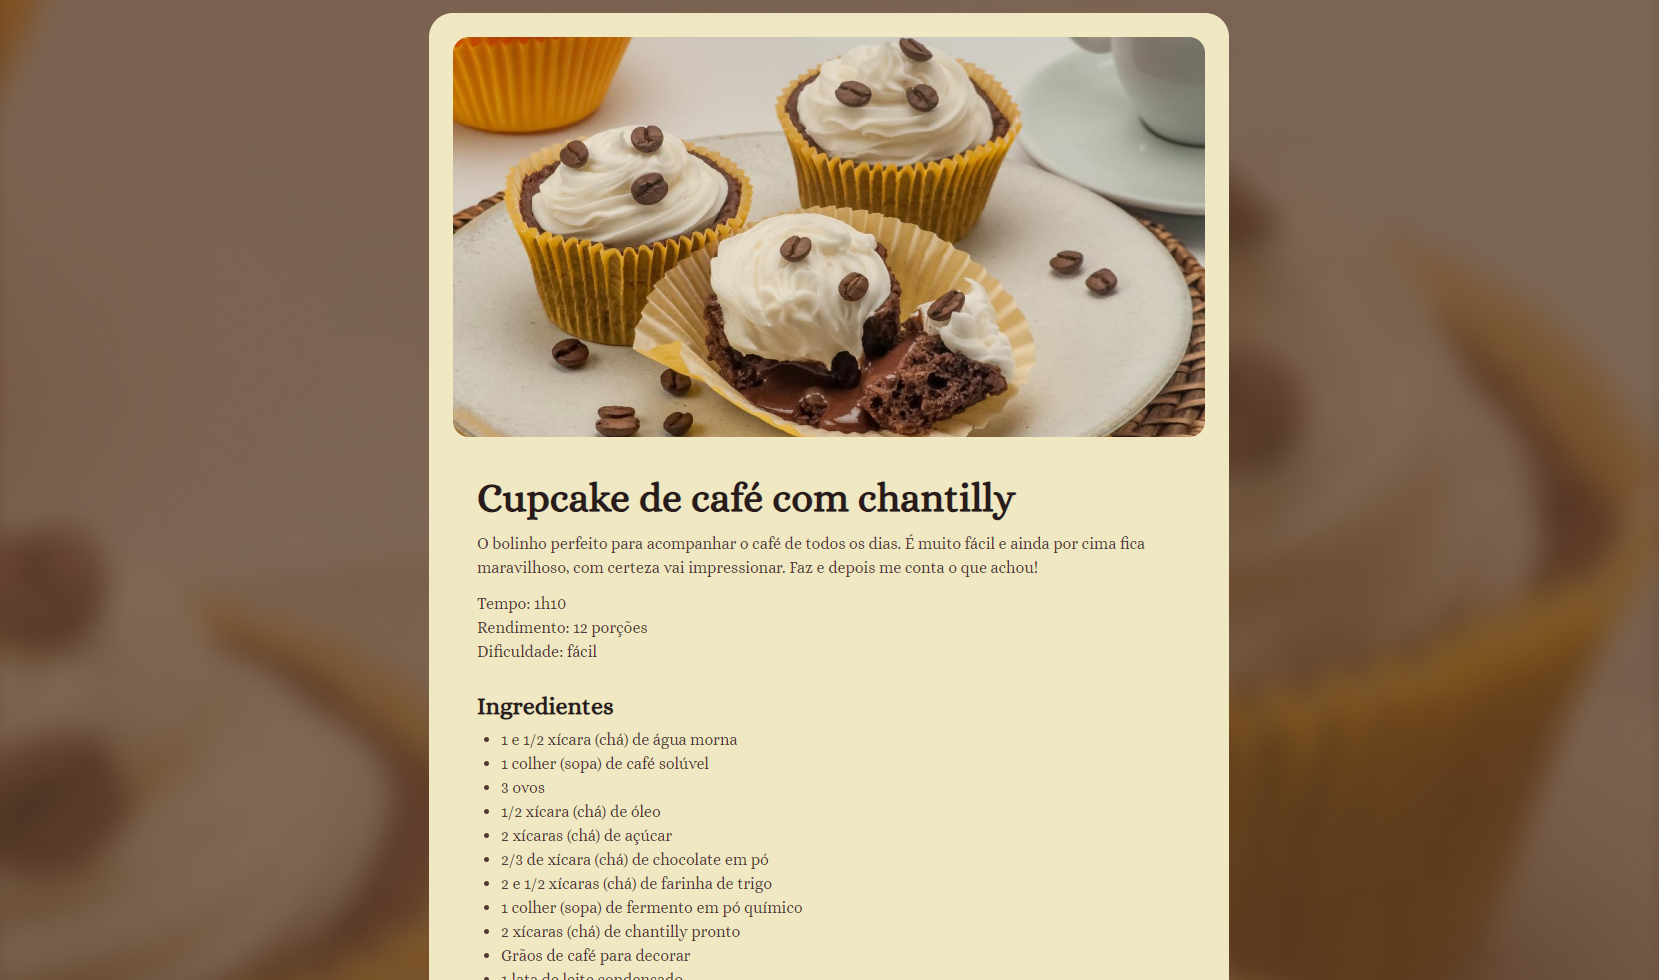 Cupcake de café com chantilly
O bolinho perfeito para acompanhar o café de todos os dias. É muito fácil e ainda por cima fica
maravilhoso, com certeza vai impressionar. Faz e depois me conta o que achou!
Tempo: 1h10
Rendimento: 12 porções
Dificuldade: fácil
Ingredientes
1 e 1/2 xícara (chá) de água morna
1 colher (sopa) de café solúvel
3 ovos
1/2 xícara (chá) de óleo
2 xícaras (chá) de açúcar
2/3 de xícara (chá) de chocolate em pó
2 e 1/2 xícaras (chá) de farinha de trigo
1 colher (sopa) de fermento em pó químico
2 xícaras (chá) de chantilly pronto
Grãos de café para decorar
1 lata de leite condensado